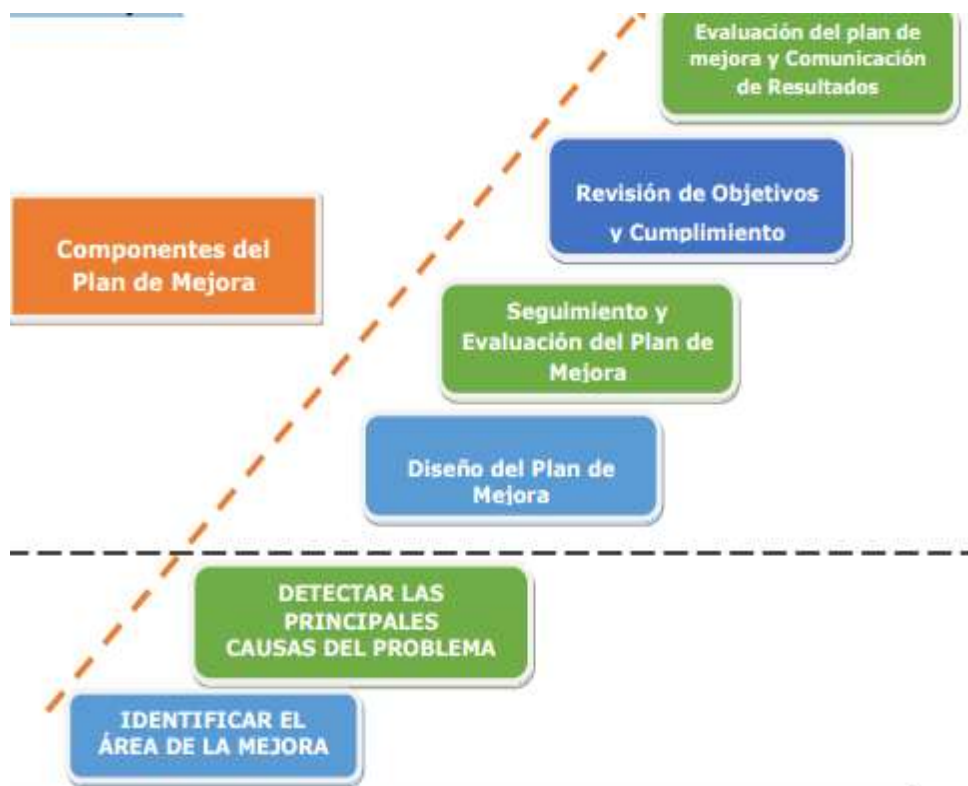 Evaluación del plan de
mejora y Comunicación
de Resultados
Revisión de Objetivos
y Cumplimiento
Componentes del
Plan de Mejora
Seguimiento y
Evaluación del Plan de
Mejora
Diseño del Plan de
Mejora
DETECTAR LAS
PRINCIPALES
CAUSAS DEL PROBLEMA
IDENTIFICAR EL
ÁREA DE LA MEJORA